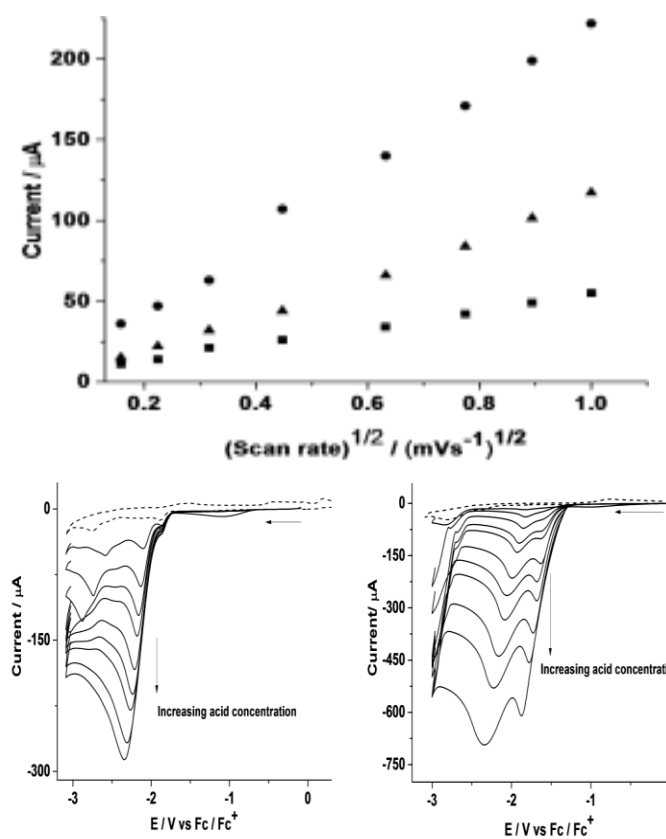 200
150
100
50
0
Current / µA
0.2 0.4 0.6 0.8 1.0
(Scan rate)^1/2 / (mVs^-1)^1/2
0
-150
-300
Current / µA
Increasing acid concentration
-3 -2 -1 0
E / V vs Fc / Fc^+
0
-150
-300
-450
-600
-750
Current/ µA
Increasing acid concentrati
-3 -2 -1 0
E / V vs Fc / Fc^+